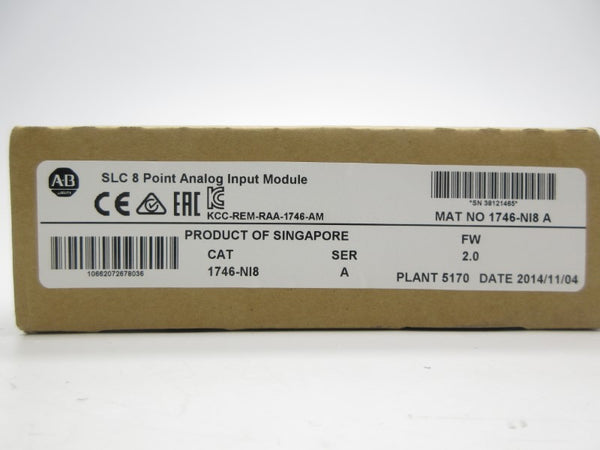 A-B
SLC 8 Point Analog Input Module
CE EAC
KCC-REM-RAA-1746-AM
*SN 38121465*
MAT NO 1746-NI8 A
PRODUCT OF SINGAPORE
FW
CAT SER 2.0
10662072678036
1746-NI8 A
PLANT 5170 DATE 2014/11/04